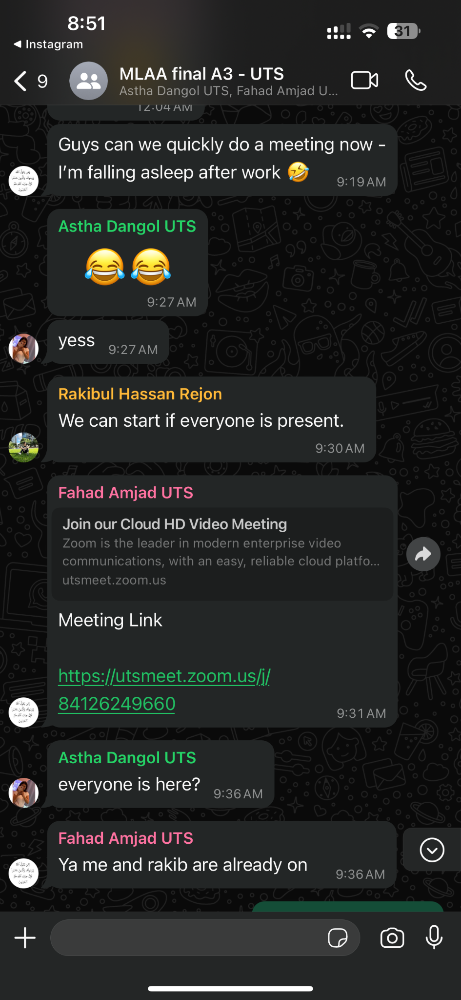 8:51
31
◀ Instagram
9
MLAA final A3 - UTS
Astha Dangol UTS, Fahad Amjad U...
12:04 AM
Guys can we quickly do a meeting now -
I'm falling asleep after work 🤣
9:19 AM
Astha Dangol UTS
😂😂
9:27 AM
yess
9:27 AM
Rakibul Hassan Rejon
We can start if everyone is present.
9:30 AM
Fahad Amjad UTS
Join our Cloud HD Video Meeting
Zoom is the leader in modern enterprise video
communications, with an easy, reliable cloud platfo...
utsmeet.zoom.us
Meeting Link
https://utsmeet.zoom.us/j/
84126249660
9:31 AM
Astha Dangol UTS
everyone is here?
9:36 AM
Fahad Amjad UTS
Ya me and rakib are already on
9:36 AM